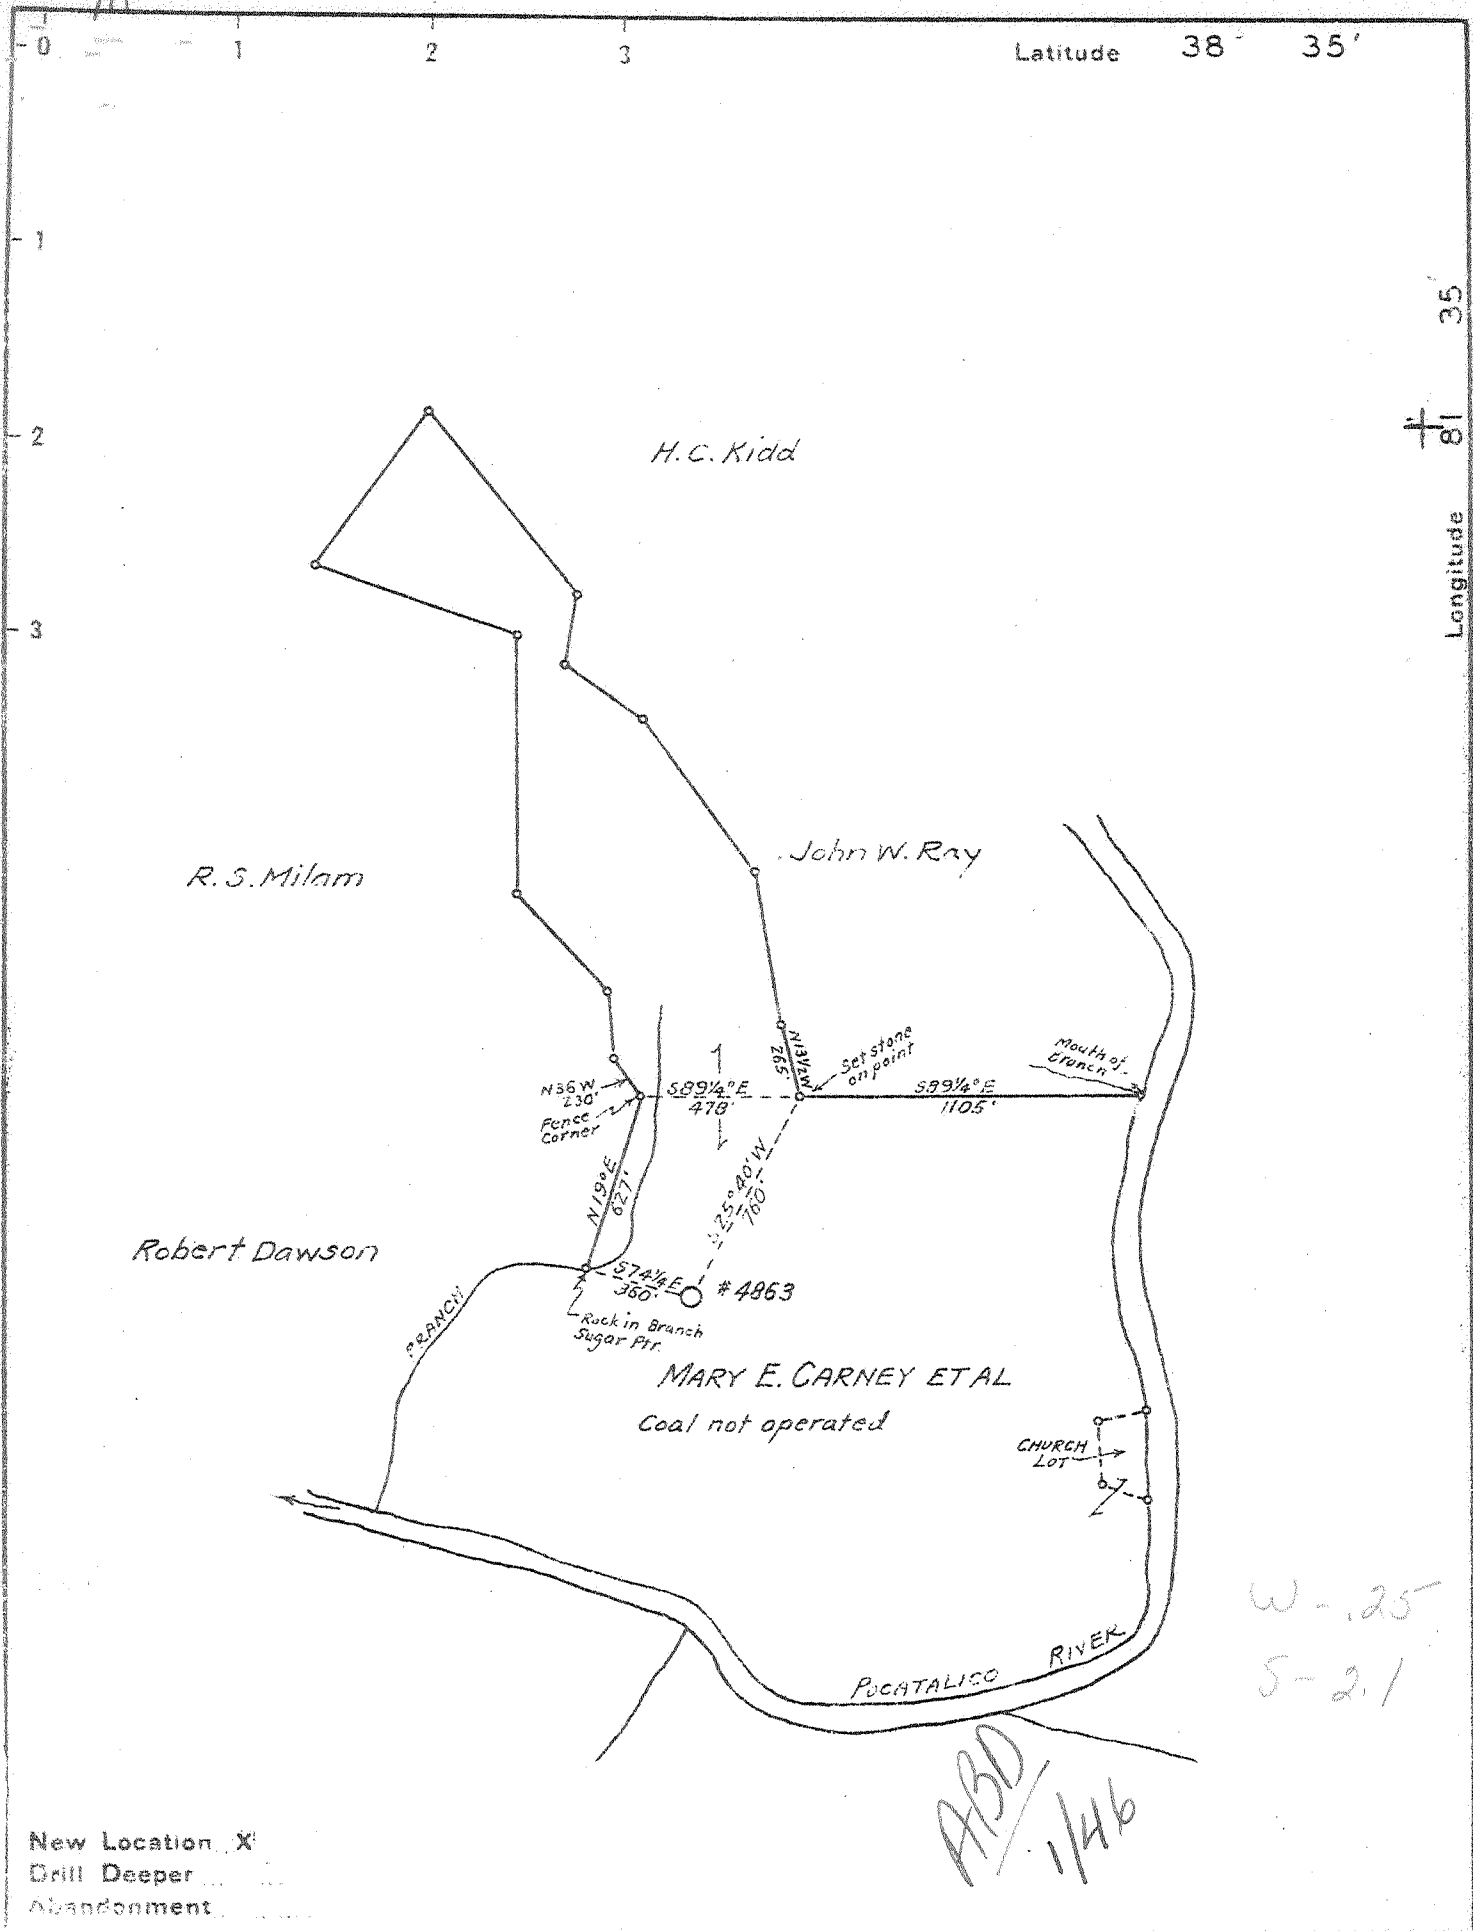 0 1 2 3 Latitude 38° 35'
1
35'
2
81
Longitude
3
H.C. Kidd
John W. Ray
R.S. Milam
N13½W
265'
Set stone
on point
Mouth of
Branch
N36W
230'
S89¼°E
478'
S89¼°E
1105'
Fence
Corner
N19°E
627'
S25°40'W
760'
Robert Dawson
S74¼E
360'
#4863
BRANCH
Rock in Branch
Sugar Ptr.
MARY E. CARNEY ET AL
Coal not operated
CHURCH
LOT
W-.25
S-2.1
POCATALICO RIVER
ABD
1/46
New Location X
Drill Deeper
Abandonment